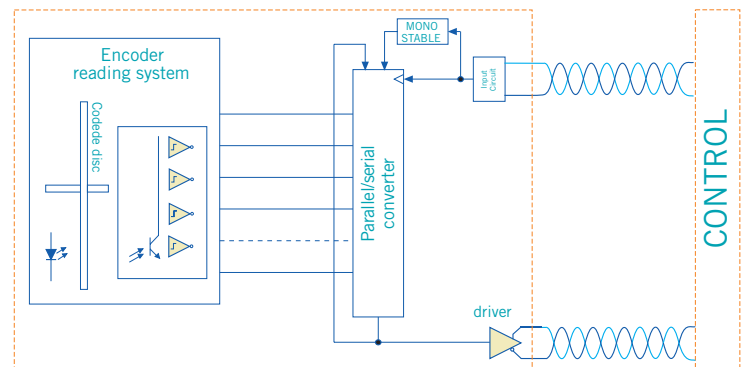 Encoder
reading system
Codede disc
MONO
STABLE
Input
Circuit
Parallel/serial
converter
driver
CONTROL